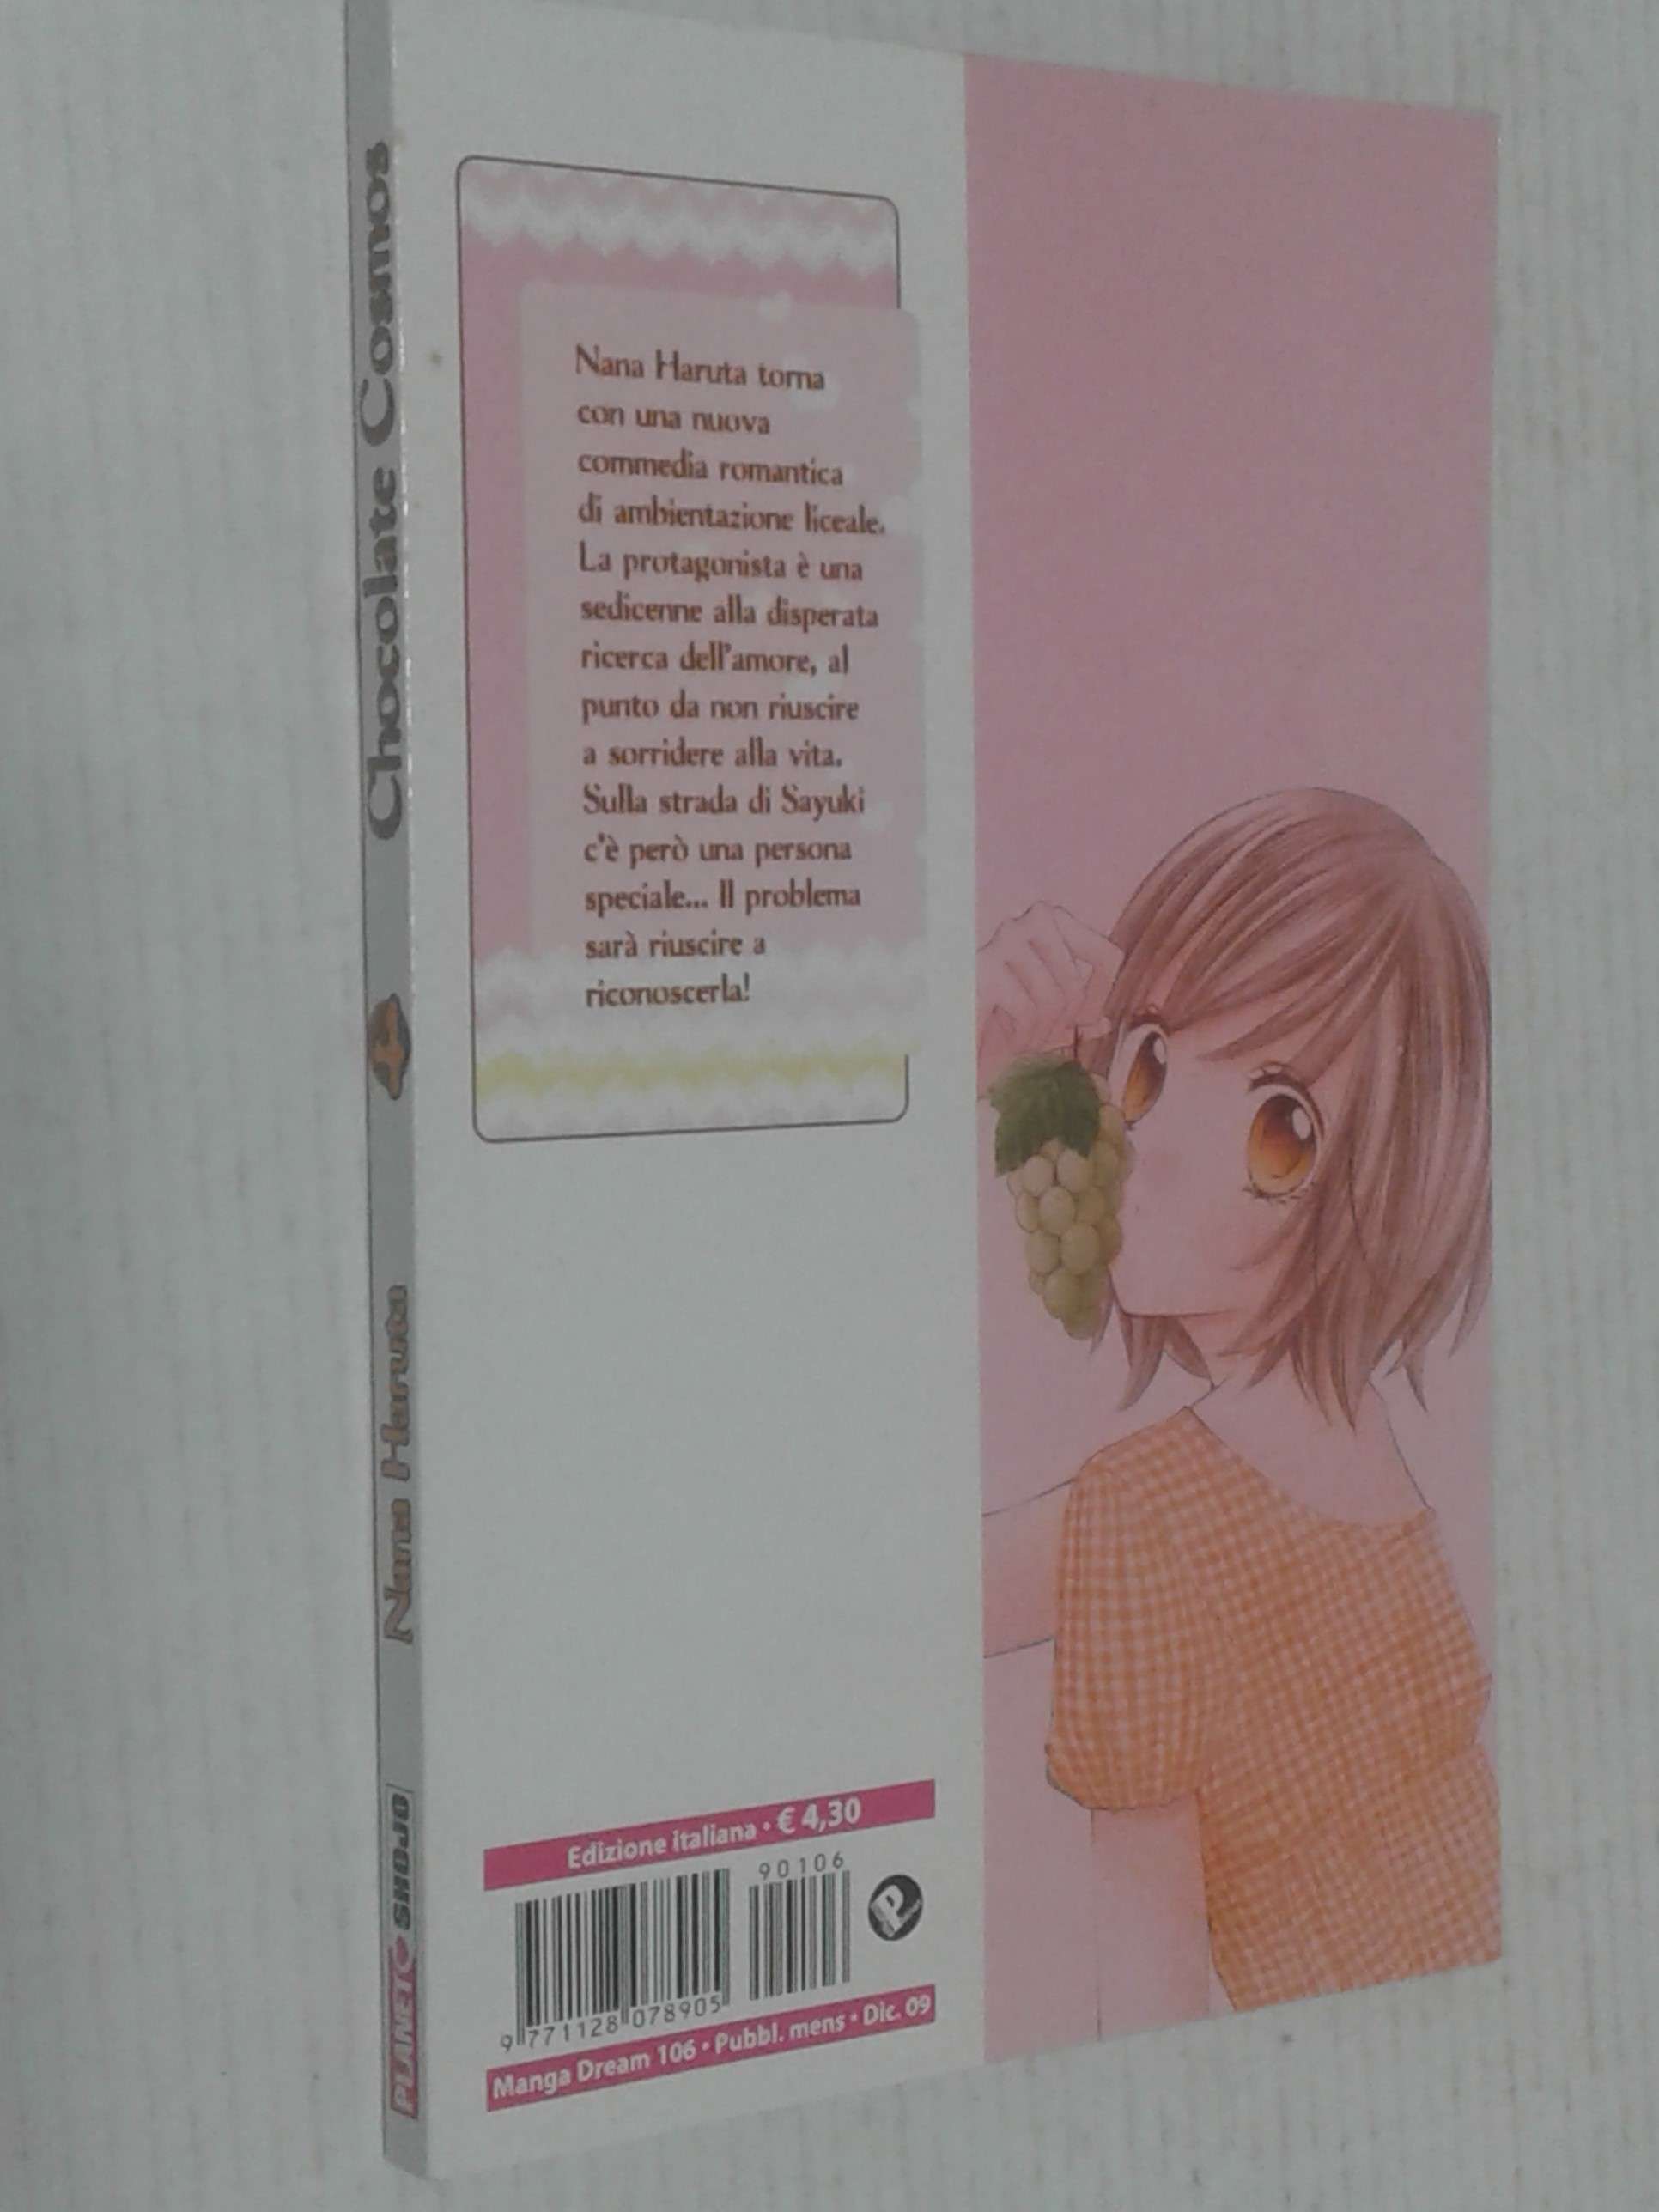 Chocolate Cosmos
Nana Haruta
PLANET SHOJO
Nana Haruta torna
con una nuova
commedia romantica
di ambientazione liceale.
La protagonista è una
sedicenne alla disperata
ricerca dell'amore, al
punto da non riuscire
a sorridere alla vita.
Sulla strada di Sayuki
c'è però una persona
speciale... Il problema
sarà riuscire a
riconoscerla!
Edizione italiana • € 4,30
90106
9 771128 078905
P
Manga Dream 106 • Pubbl. mens • Dic. 09